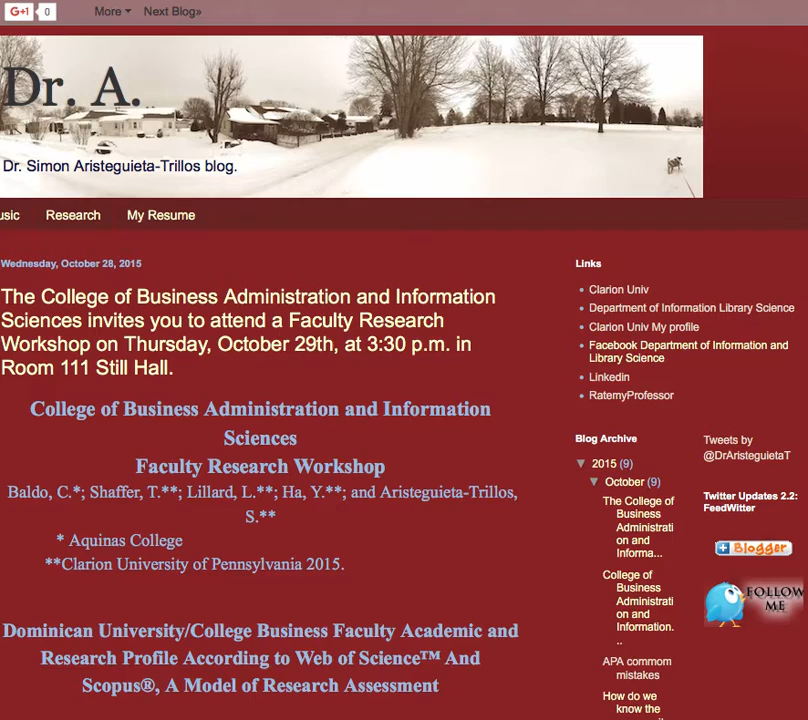 G+1 0 More Next Blog»
Dr. A.
Dr. Simon Aristeguieta-Trillos blog.
usic Research My Resume
Wednesday, October 28, 2015
The College of Business Administration and Information
Sciences invites you to attend a Faculty Research
Workshop on Thursday, October 29th, at 3:30 p.m. in
Room 111 Still Hall.
College of Business Administration and Information
Sciences
Faculty Research Workshop
Baldo, C.*; Shaffer, T.**; Lillard, L.**; Ha, Y.**; and Aristeguieta-Trillos,
S.**
* Aquinas College
**Clarion University of Pennsylvania 2015.
Dominican University/College Business Faculty Academic and
Research Profile According to Web of Science™ And
Scopus®, A Model of Research Assessment
Links
Clarion Univ
Department of Information Library Science
Clarion Univ My profile
Facebook Department of Information and
Library Science
Linkedin
RatemyProfessor
Blog Archive
▼ 2015 (9)
▼ October (9)
The College of
Business
Administrati
on and
Informa...
College of
Business
Administrati
on and
Information.
..
APA commom
mistakes
How do we
know the
Tweets by
@DrAristeguietaT
Twitter Updates 2.2:
FeedWitter
Blogger
FOLLOW
ME